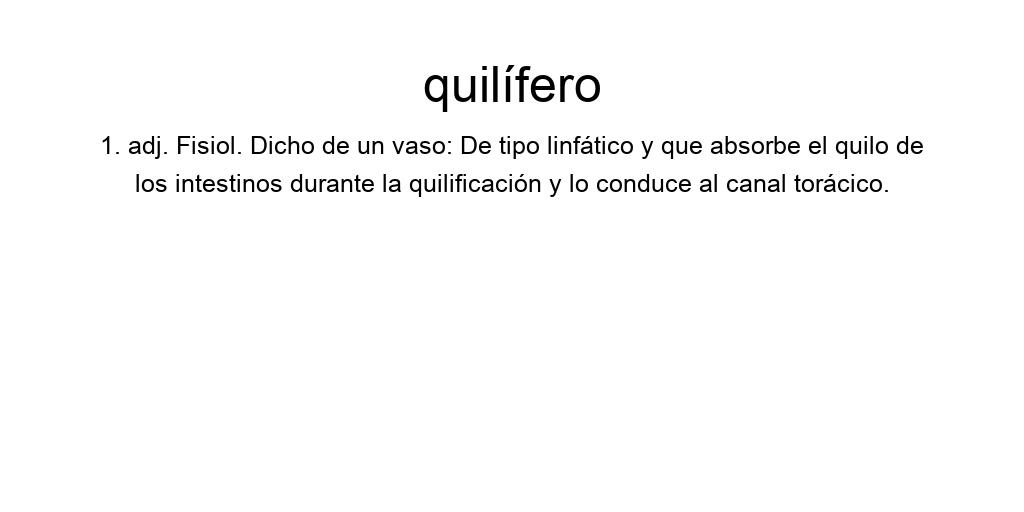 quilífero
1. adj. Fisiol. Dicho de un vaso: De tipo linfático y que absorbe el quilo de
los intestinos durante la quilificación y lo conduce al canal torácico.